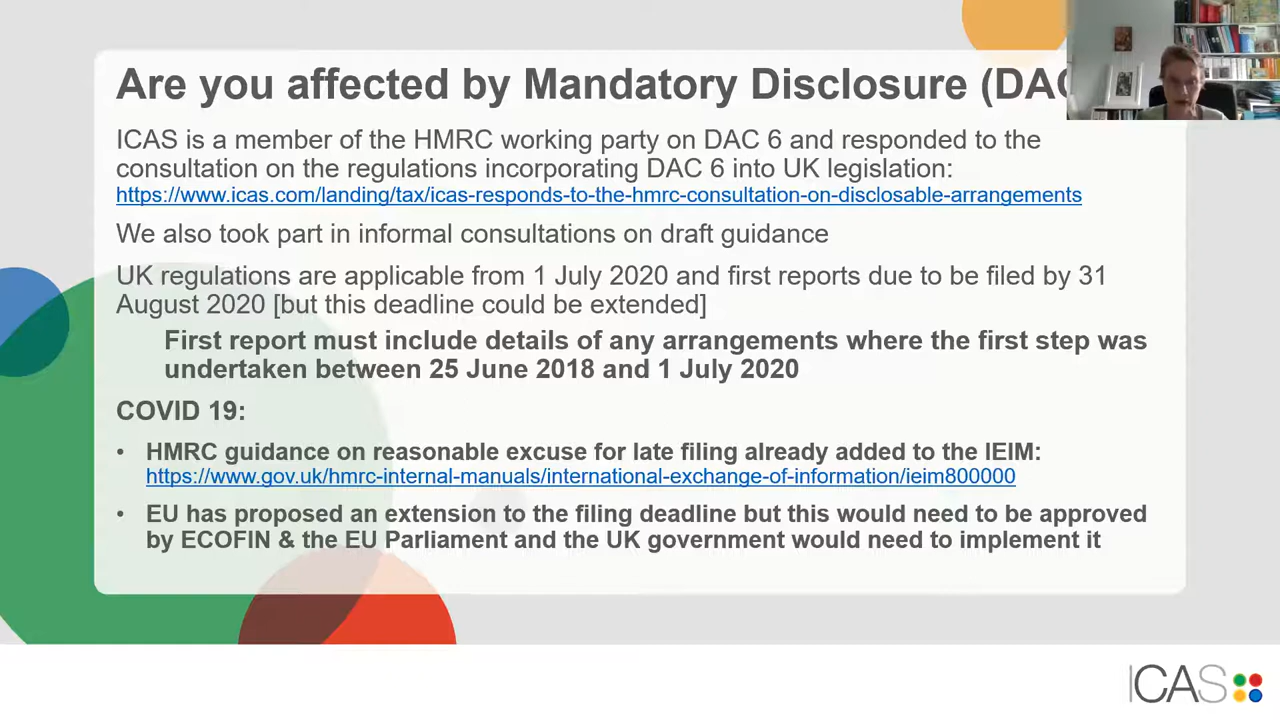 Are you affected by Mandatory Disclosure (DAC
ICAS is a member of the HMRC working party on DAC 6 and responded to the
consultation on the regulations incorporating DAC 6 into UK legislation:
https://www.icas.com/landing/tax/icas-responds-to-the-hmrc-consultation-on-disclosable-arrangements
We also took part in informal consultations on draft guidance
UK regulations are applicable from 1 July 2020 and first reports due to be filed by 31
August 2020 [but this deadline could be extended]
First report must include details of any arrangements where the first step was
undertaken between 25 June 2018 and 1 July 2020
COVID 19:
• HMRC guidance on reasonable excuse for late filing already added to the IEIM:
https://www.gov.uk/hmrc-internal-manuals/international-exchange-of-information/ieim800000
• EU has proposed an extension to the filing deadline but this would need to be approved
by ECOFIN & the EU Parliament and the UK government would need to implement it
ICAS